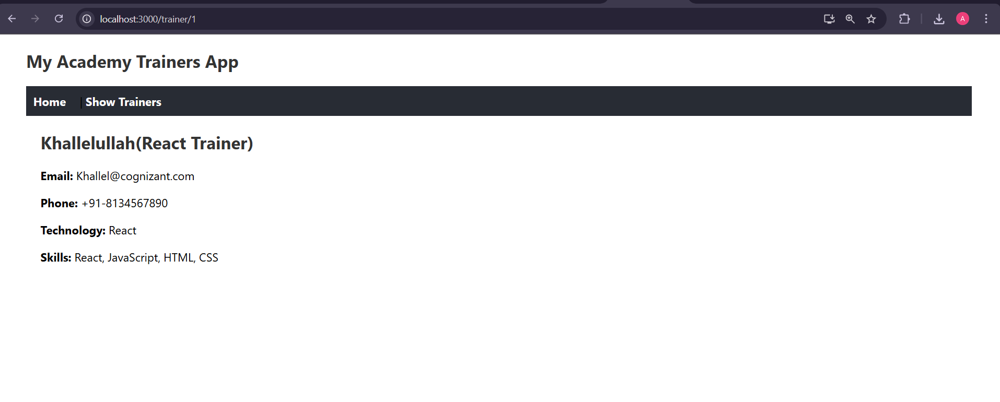 localhost:3000/trainer/1
A
My Academy Trainers App
Home | Show Trainers
Khallelullah(React Trainer)
Email: Khallel@cognizant.com
Phone: +91-8134567890
Technology: React
Skills: React, JavaScript, HTML, CSS